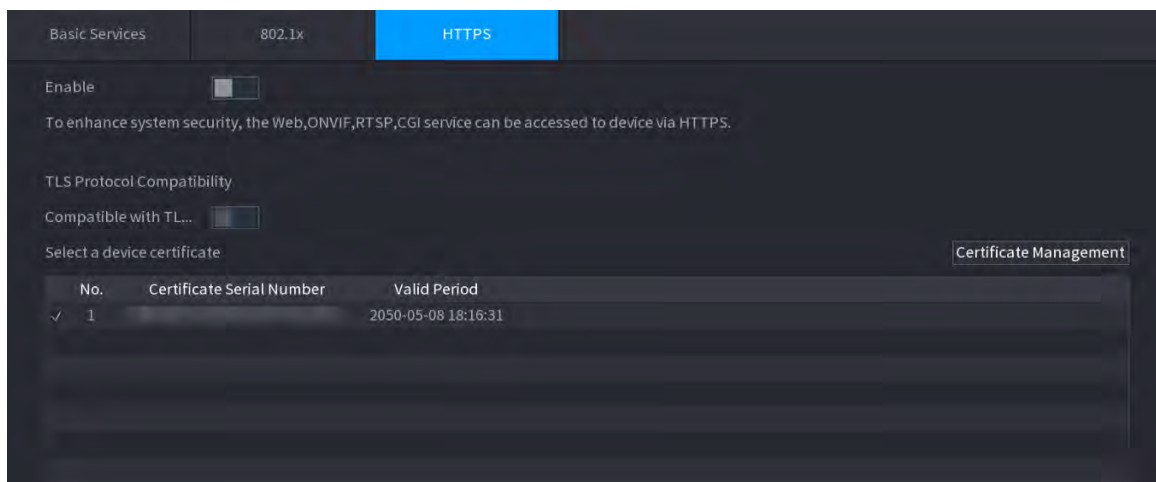 Basic Services 802.1x HTTPS
Enable
To enhance system security, the Web,ONVIF,RTSP,CGI service can be accessed to device via HTTPS.
TLS Protocol Compatibility
Compatible with TL...
Select a device certificate Certificate Management
No. Certificate Serial Number Valid Period
1 2050-05-08 18:16:31